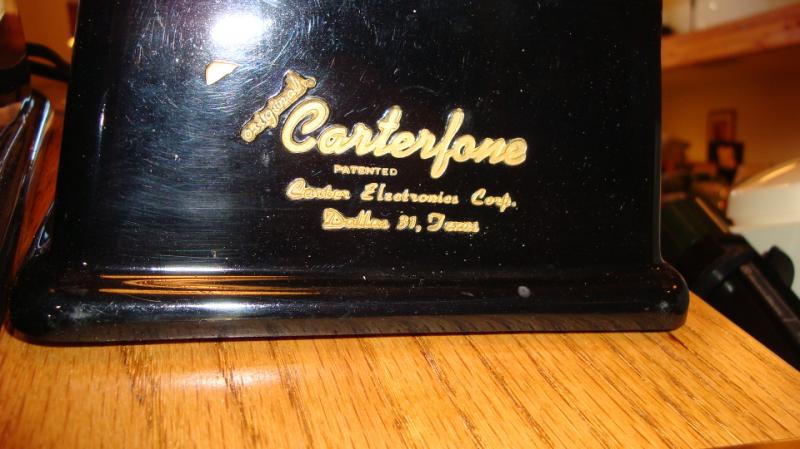 original
Carterfone
PATENTED
Carter Electronics Corp.
Dallas 31, Texas